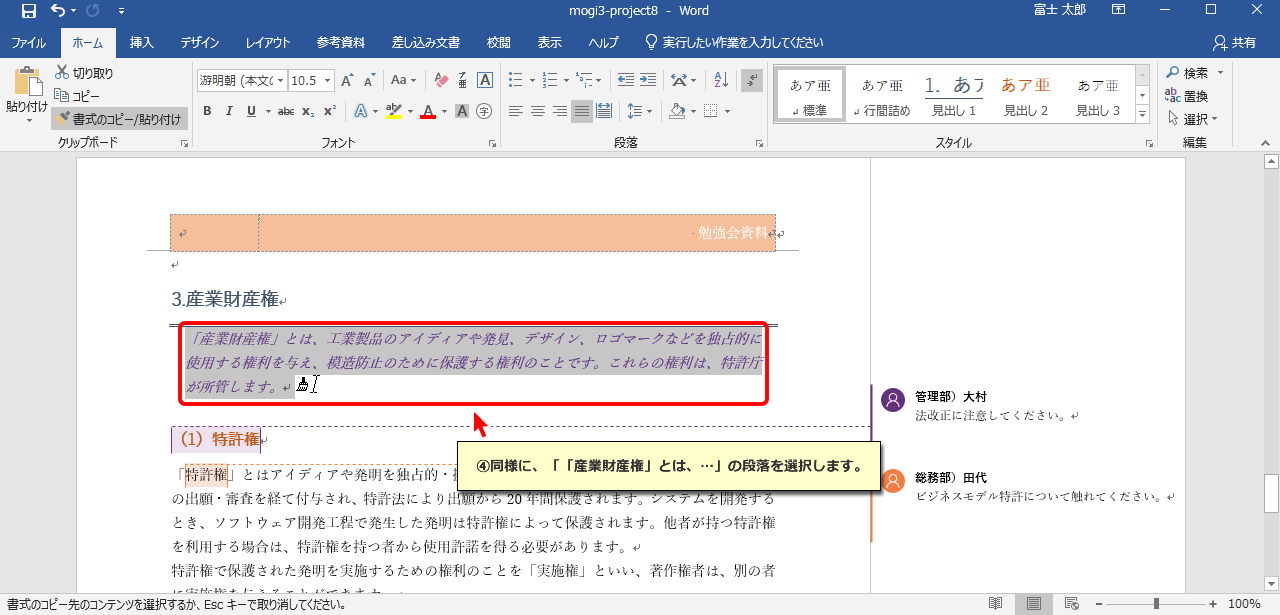 mogi3-project8 - Word
富士 太郎
ファイル ホーム 挿入 デザイン レイアウト 参考資料 差し込み文書 校閲 表示 ヘルプ 実行したい作業を入力してください 共有
貼り付け
切り取り
コピー
書式のコピー/貼り付け
クリップボード
游明朝 (本文の 10.5
B I U abc x₂ x²
フォント
段落
あア亜 あア亜 1. あう あア亜 あア亜
標準 行間詰め 見出し 1 見出し 2 見出し 3
スタイル
検索
置換
選択
編集
勉強会資料
3.産業財産権
「産業財産権」とは、工業製品のアイディアや発見、デザイン、ロゴマークなどを独占的に
使用する権利を与え、模造防止のために保護する権利のことです。これらの権利は、特許庁
が所管します。
管理部）大村
法改正に注意してください。
（1）特許権
④同様に、「「産業財産権」とは、…」の段落を選択します。
「特許権」とはアイディアや発明を独占的・
総務部）田代
ビジネスモデル特許について触れてください。
の出願・審査を経て付与され、特許法により出願から 20 年間保護されます。システムを開発する
とき、ソフトウェア開発工程で発生した発明は特許権によって保護されます。他者が持つ特許権
を利用する場合は、特許権を持つ者から使用許諾を得る必要があります。
特許権で保護された発明を実施するための権利のことを「実施権」といい、著作権者は、別の者
書式のコピー先のコンテンツを選択するか、Esc キーで取り消してください。
100%